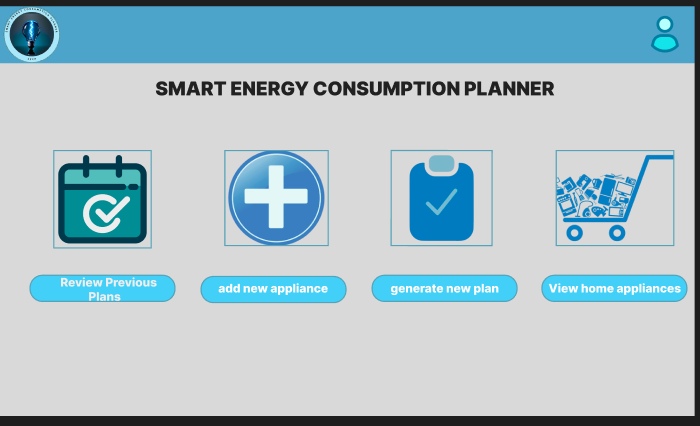 SMART ENERGY CONSUMPTION PLANNER
Review Previous
Plans
add new appliance
generate new plan
View home appliances